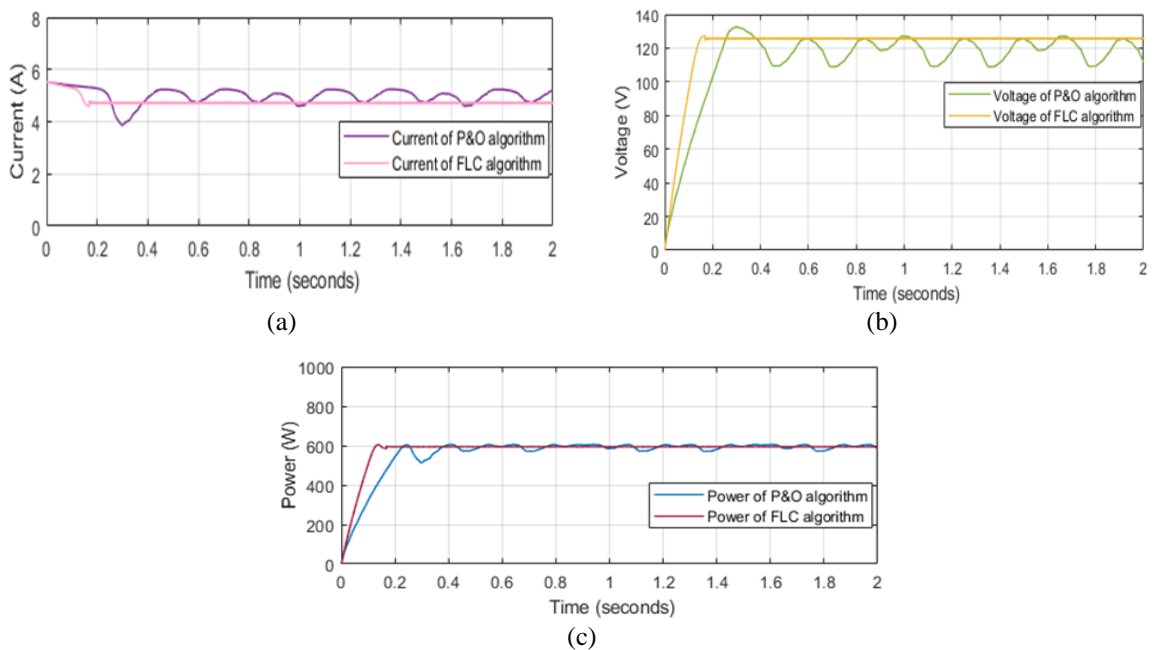 Current (A)
8
6
4
2
0
Current of P&O algorithm
Current of FLC algorithm
0 0.2 0.4 0.6 0.8 1 1.2 1.4 1.6 1.8 2
Time (seconds)
(a)
Voltage (V)
140
120
100
80
60
40
20
0
Voltage of P&O algorithm
Voltage of FLC algorithm
0 0.2 0.4 0.6 0.8 1 1.2 1.4 1.6 1.8 2
Time (seconds)
(b)
Power (W)
1000
800
600
400
200
0
Power of P&O algorithm
Power of FLC algorithm
0 0.2 0.4 0.6 0.8 1 1.2 1.4 1.6 1.8 2
Time (seconds)
(c)